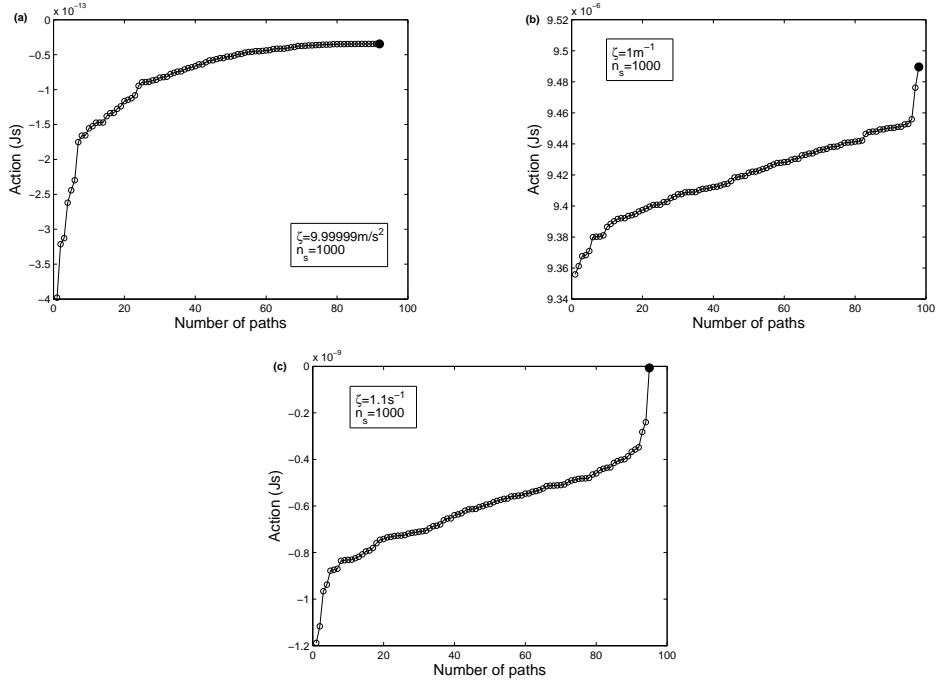 (a)
x 10⁻¹³
0
−0.5
−1
−1.5
−2
−2.5
−3
−3.5
−4
Action (Js)
ζ=9.99999m/s²
n_s=1000
0 20 40 60 80 100
Number of paths
(b)
x 10⁻⁶
9.52
9.5
9.48
9.46
9.44
9.42
9.4
9.38
9.36
9.34
Action (Js)
ζ=1m⁻¹
n_s=1000
0 20 40 60 80 100
Number of paths
(c)
x 10⁻⁹
0
−0.2
−0.4
−0.6
−0.8
−1
−1.2
Action (Js)
ζ=1.1s⁻¹
n_s=1000
0 20 40 60 80 100
Number of paths